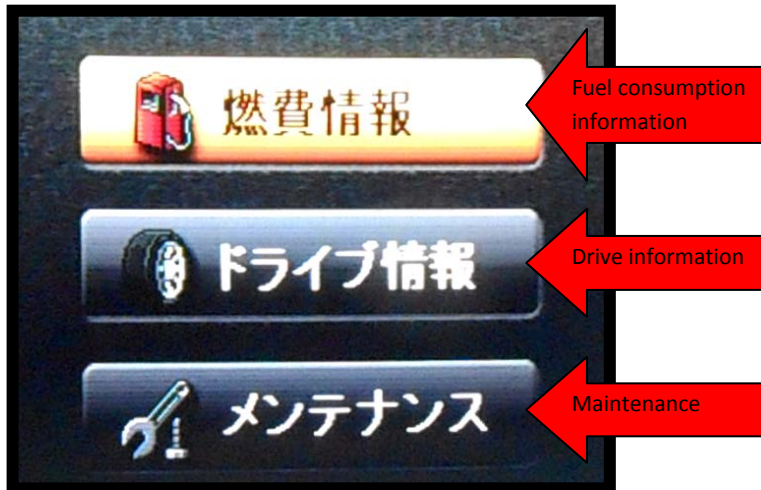 燃費情報
Fuel consumption
information
ドライブ情報
Drive information
メンテナンス
Maintenance